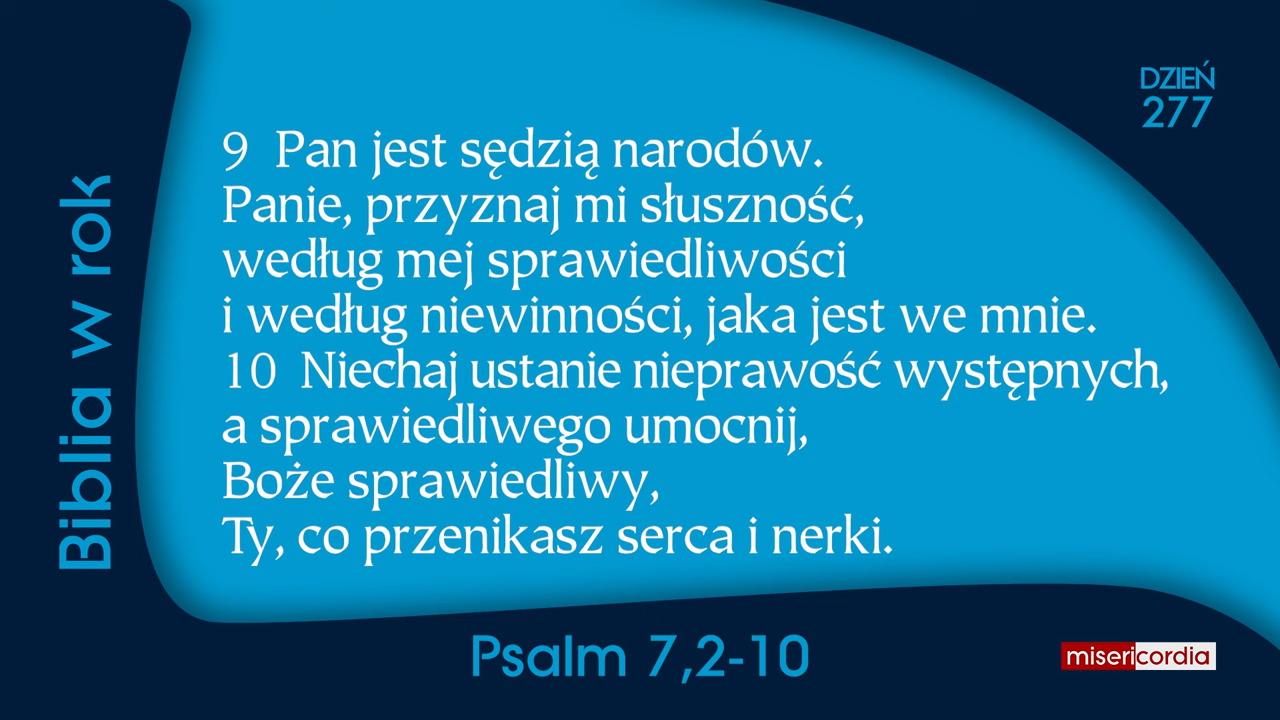 DZIEŃ
277
Biblia w rok
9 Pan jest sędzią narodów.
Panie, przyznaj mi słuszność,
według mej sprawiedliwości
i według niewinności, jaka jest we mnie.
10 Niechaj ustanie nieprawość występnych,
a sprawiedliwego umocnij,
Boże sprawiedliwy,
Ty, co przenikasz serca i nerki.
Psalm 7,2-10
misericordia